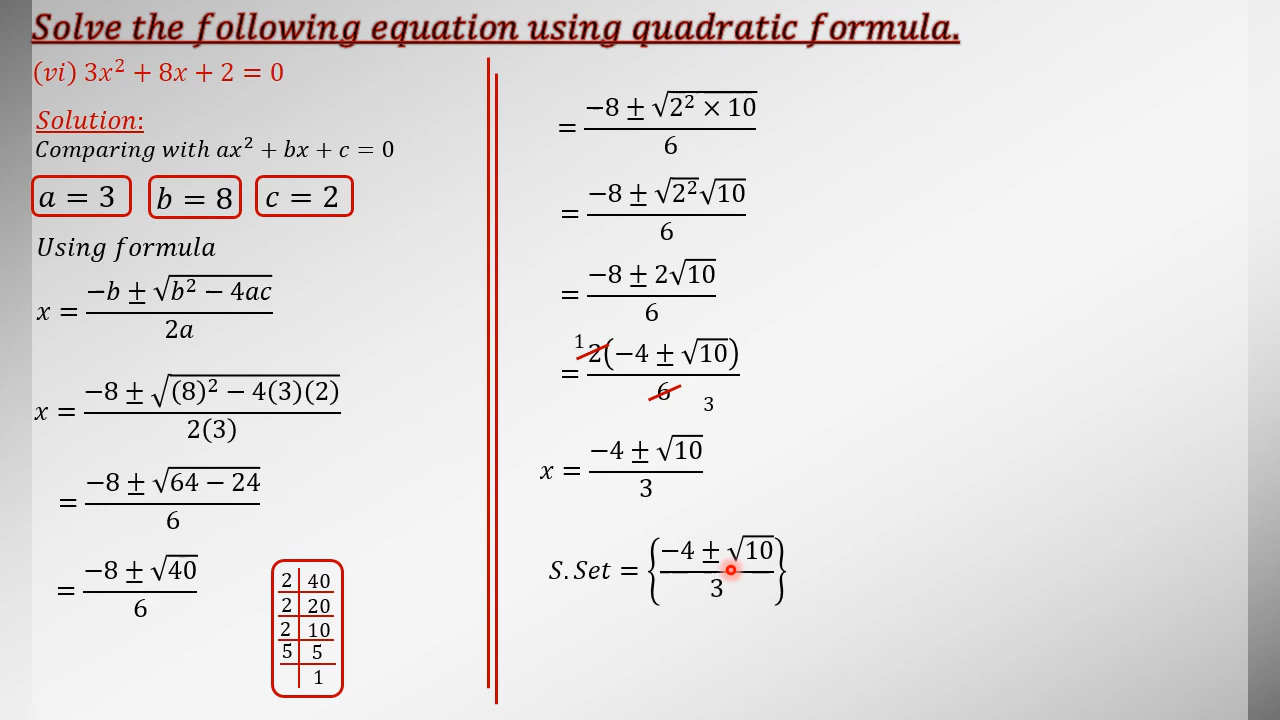 Solve the following equation using quadratic formula.
(vi) 3x² + 8x + 2 = 0
Solution:
Comparing with ax² + bx + c = 0
a = 3 b = 8 c = 2
Using formula
x = (−b ± √(b² − 4ac)) / 2a
x = (−8 ± √((8)² − 4(3)(2))) / 2(3)
= (−8 ± √(64 − 24)) / 6
= (−8 ± √40) / 6
2 | 40
2 | 20
2 | 10
5 | 5
| 1
= (−8 ± √(2² × 10)) / 6
= (−8 ± √2²√10) / 6
= (−8 ± 2√10) / 6
= 1 2(−4 ± √10) / 6 3
x = (−4 ± √10) / 3
S.Set = {(−4 ± √10) / 3}